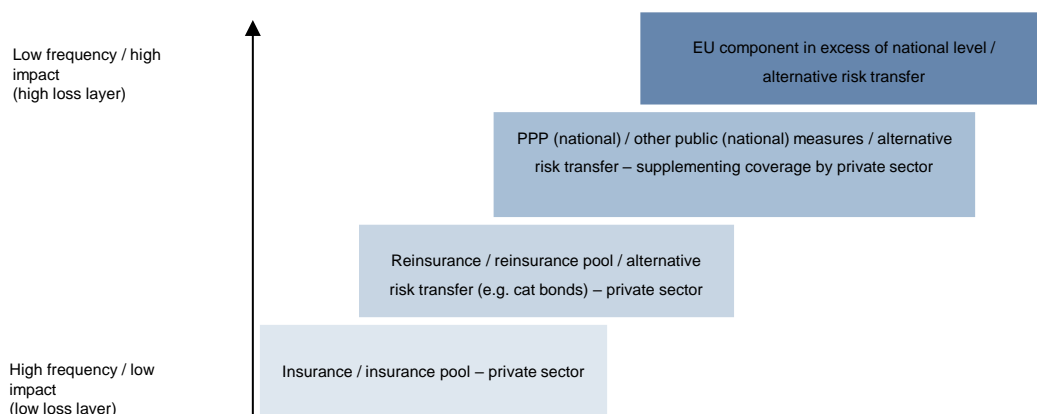 Low frequency / high
impact
(high loss layer)
EU component in excess of national level /
alternative risk transfer
PPP (national) / other public (national) measures / alternative
risk transfer – supplementing coverage by private sector
Reinsurance / reinsurance pool / alternative
risk transfer (e.g. cat bonds) – private sector
Insurance / insurance pool – private sector
High frequency / low
impact
(low loss layer)